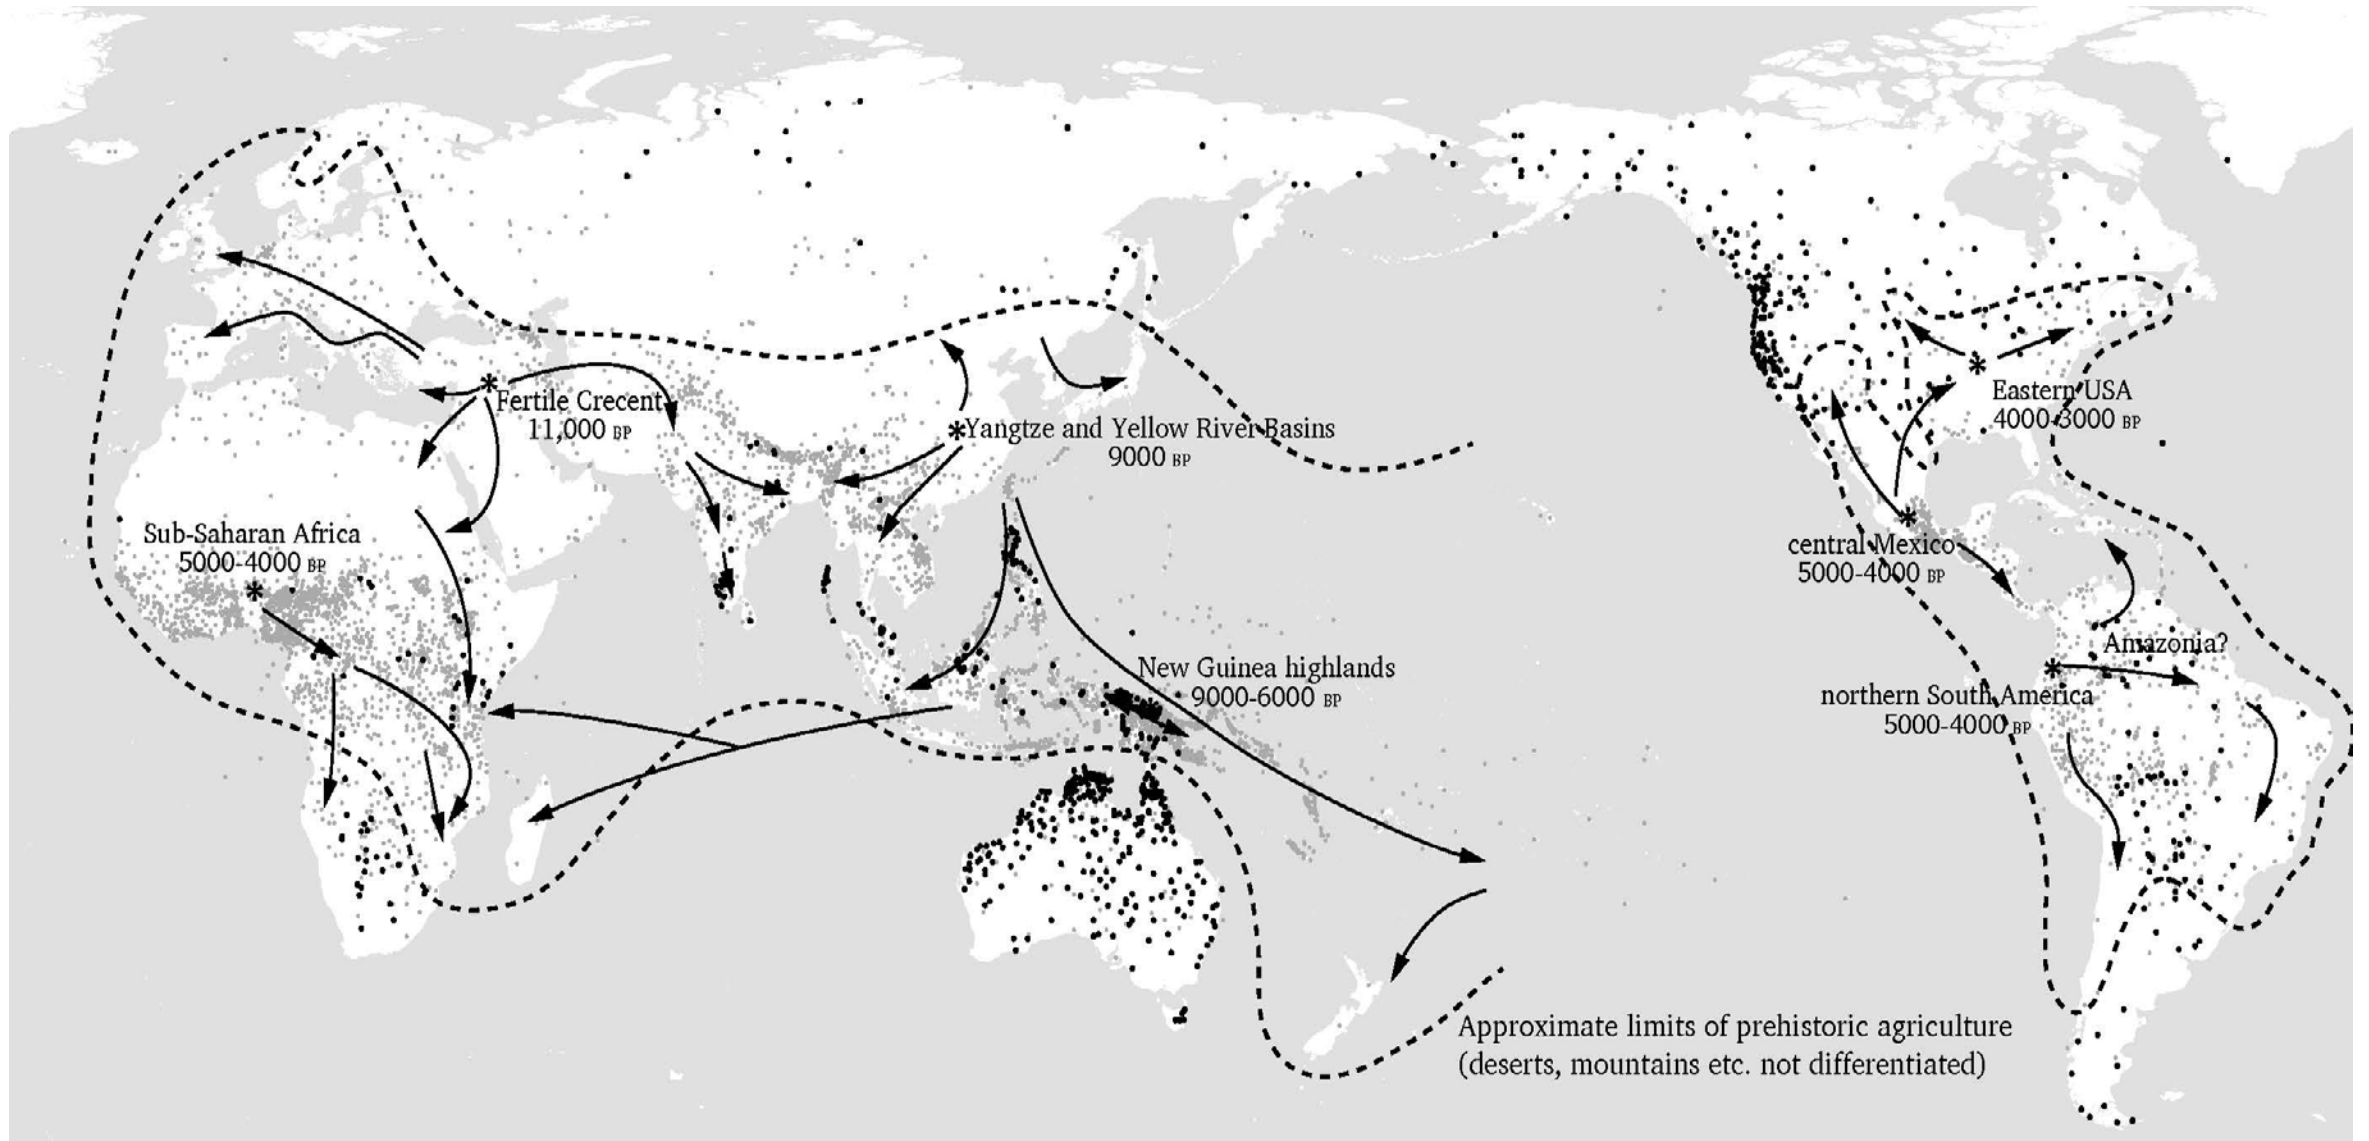 Fertile Crecent
11,000 BP
Yangtze and Yellow River Basins
9000 BP
Eastern USA
4000-3000 BP
Sub-Saharan Africa
5000-4000 BP
central Mexico
5000-4000 BP
Amazonia?
New Guinea highlands
9000-6000 BP
northern South America
5000-4000 BP
Approximate limits of prehistoric agriculture
(deserts, mountains etc. not differentiated)